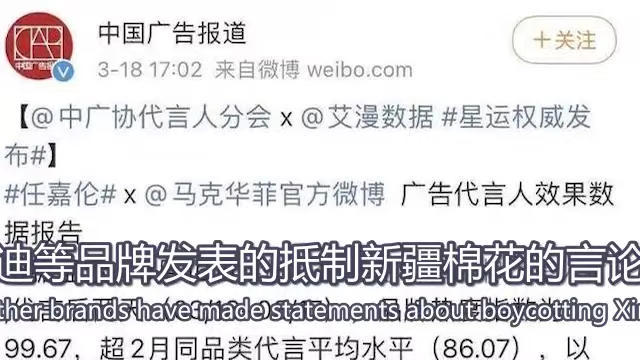 中国广告报道
3-18 17:02 来自微博 weibo.com
+关注
【@中广协代言人分会 x @艾漫数据 #星运权威发
布#】
#任嘉伦# x @马克华菲官方微博 广告代言人效果数
据报告
迪等品牌发表的抵制新疆棉花的言论
ther brands have made statements about boycotting Xin
99.67，超2月同品类代言平均水平（86.07），以